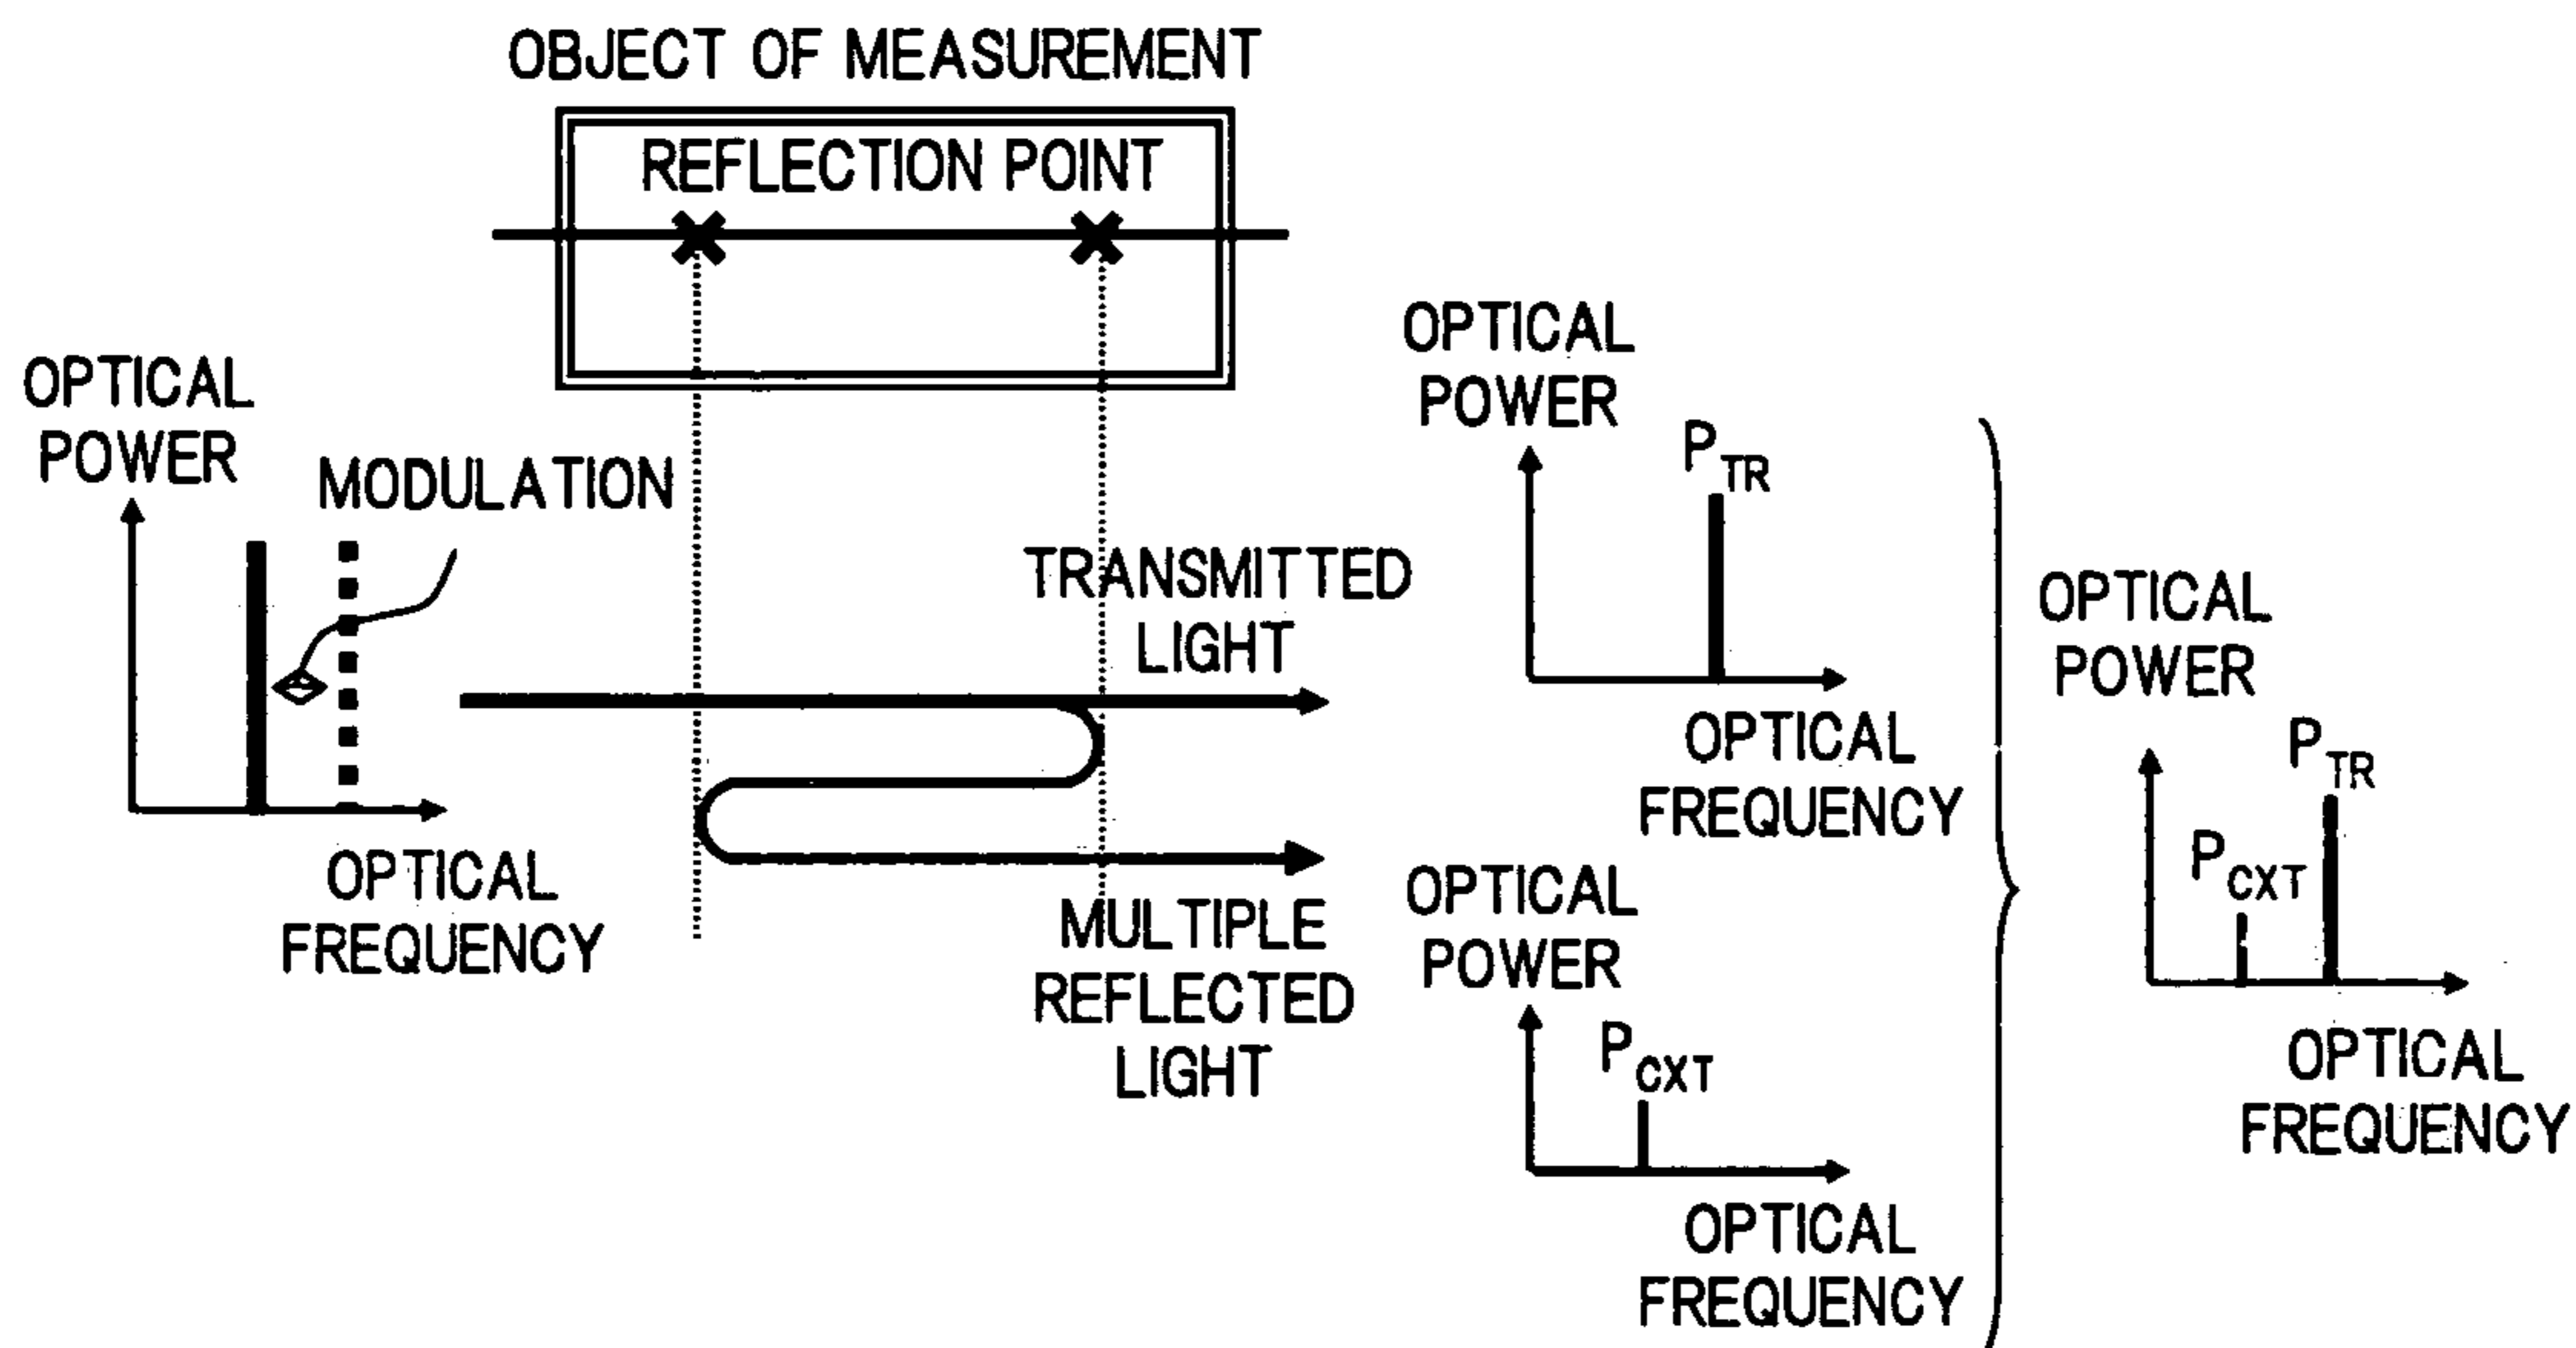 OBJECT OF MEASUREMENT
REFLECTION POINT
OPTICAL
POWER
MODULATION
OPTICAL
FREQUENCY
TRANSMITTED
LIGHT
MULTIPLE
REFLECTED
LIGHT
OPTICAL
POWER
P_TR
OPTICAL
FREQUENCY
OPTICAL
POWER
P_CXT
OPTICAL
FREQUENCY
OPTICAL
POWER
P_TR
P_CXT
OPTICAL
FREQUENCY